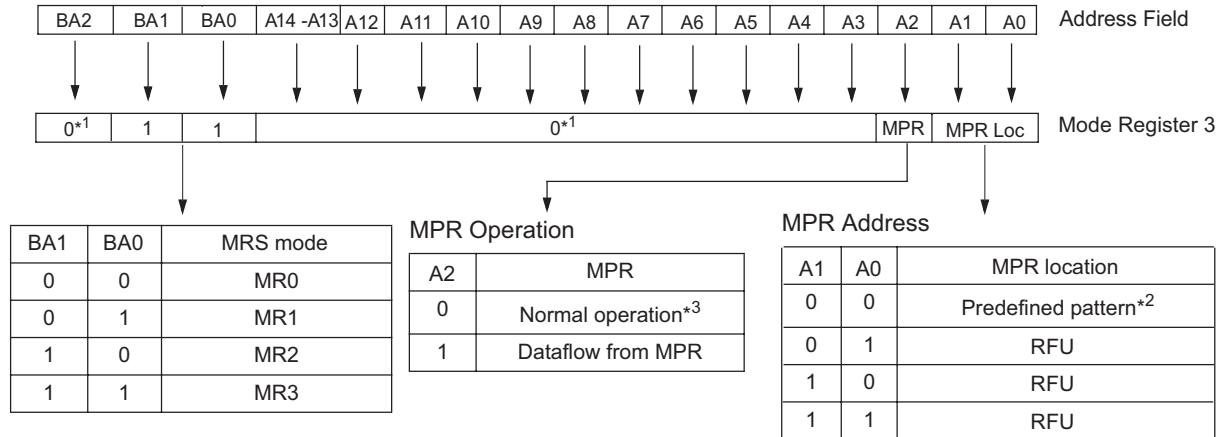 BA2 BA1 BA0 A14 -A13 A12 A11 A10 A9 A8 A7 A6 A5 A4 A3 A2 A1 A0 Address Field
0*1 1 1 0*1 MPR MPR Loc Mode Register 3
BA1 BA0 MRS mode
0 0 MR0
0 1 MR1
1 0 MR2
1 1 MR3
MPR Operation
A2 MPR
0 Normal operation*3
1 Dataflow from MPR
MPR Address
A1 A0 MPR location
0 0 Predefined pattern*2
0 1 RFU
1 0 RFU
1 1 RFU